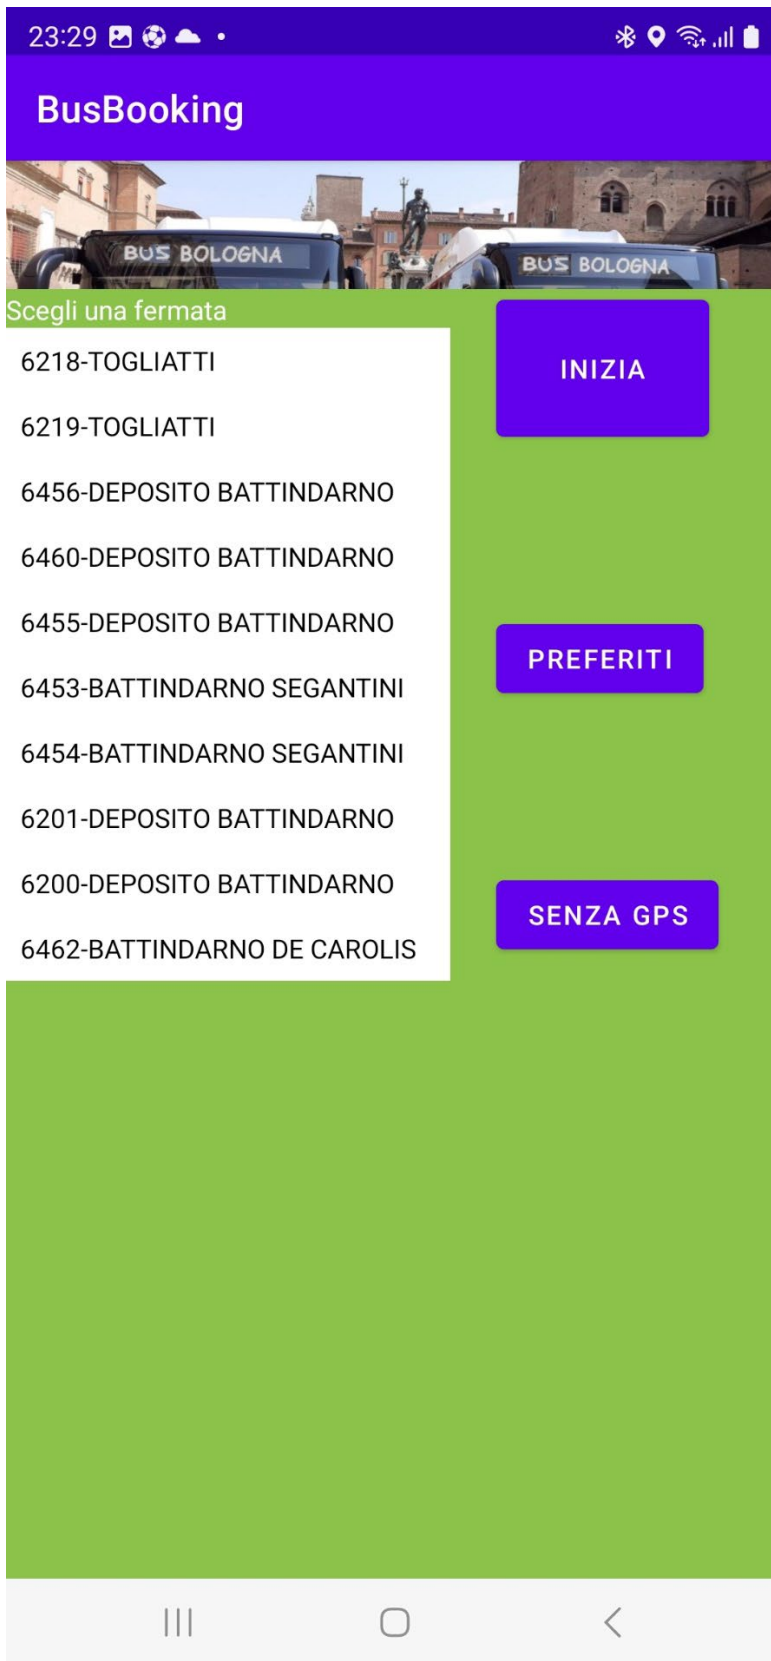 23:29
BusBooking
BUS BOLOGNA
BUS BOLOGNA
Scegli una fermata
6218-TOGLIATTI
6219-TOGLIATTI
6456-DEPOSITO BATTINDARNO
6460-DEPOSITO BATTINDARNO
6455-DEPOSITO BATTINDARNO
6453-BATTINDARNO SEGANTINI
6454-BATTINDARNO SEGANTINI
6201-DEPOSITO BATTINDARNO
6200-DEPOSITO BATTINDARNO
6462-BATTINDARNO DE CAROLIS
INIZIA
PREFERITI
SENZA GPS